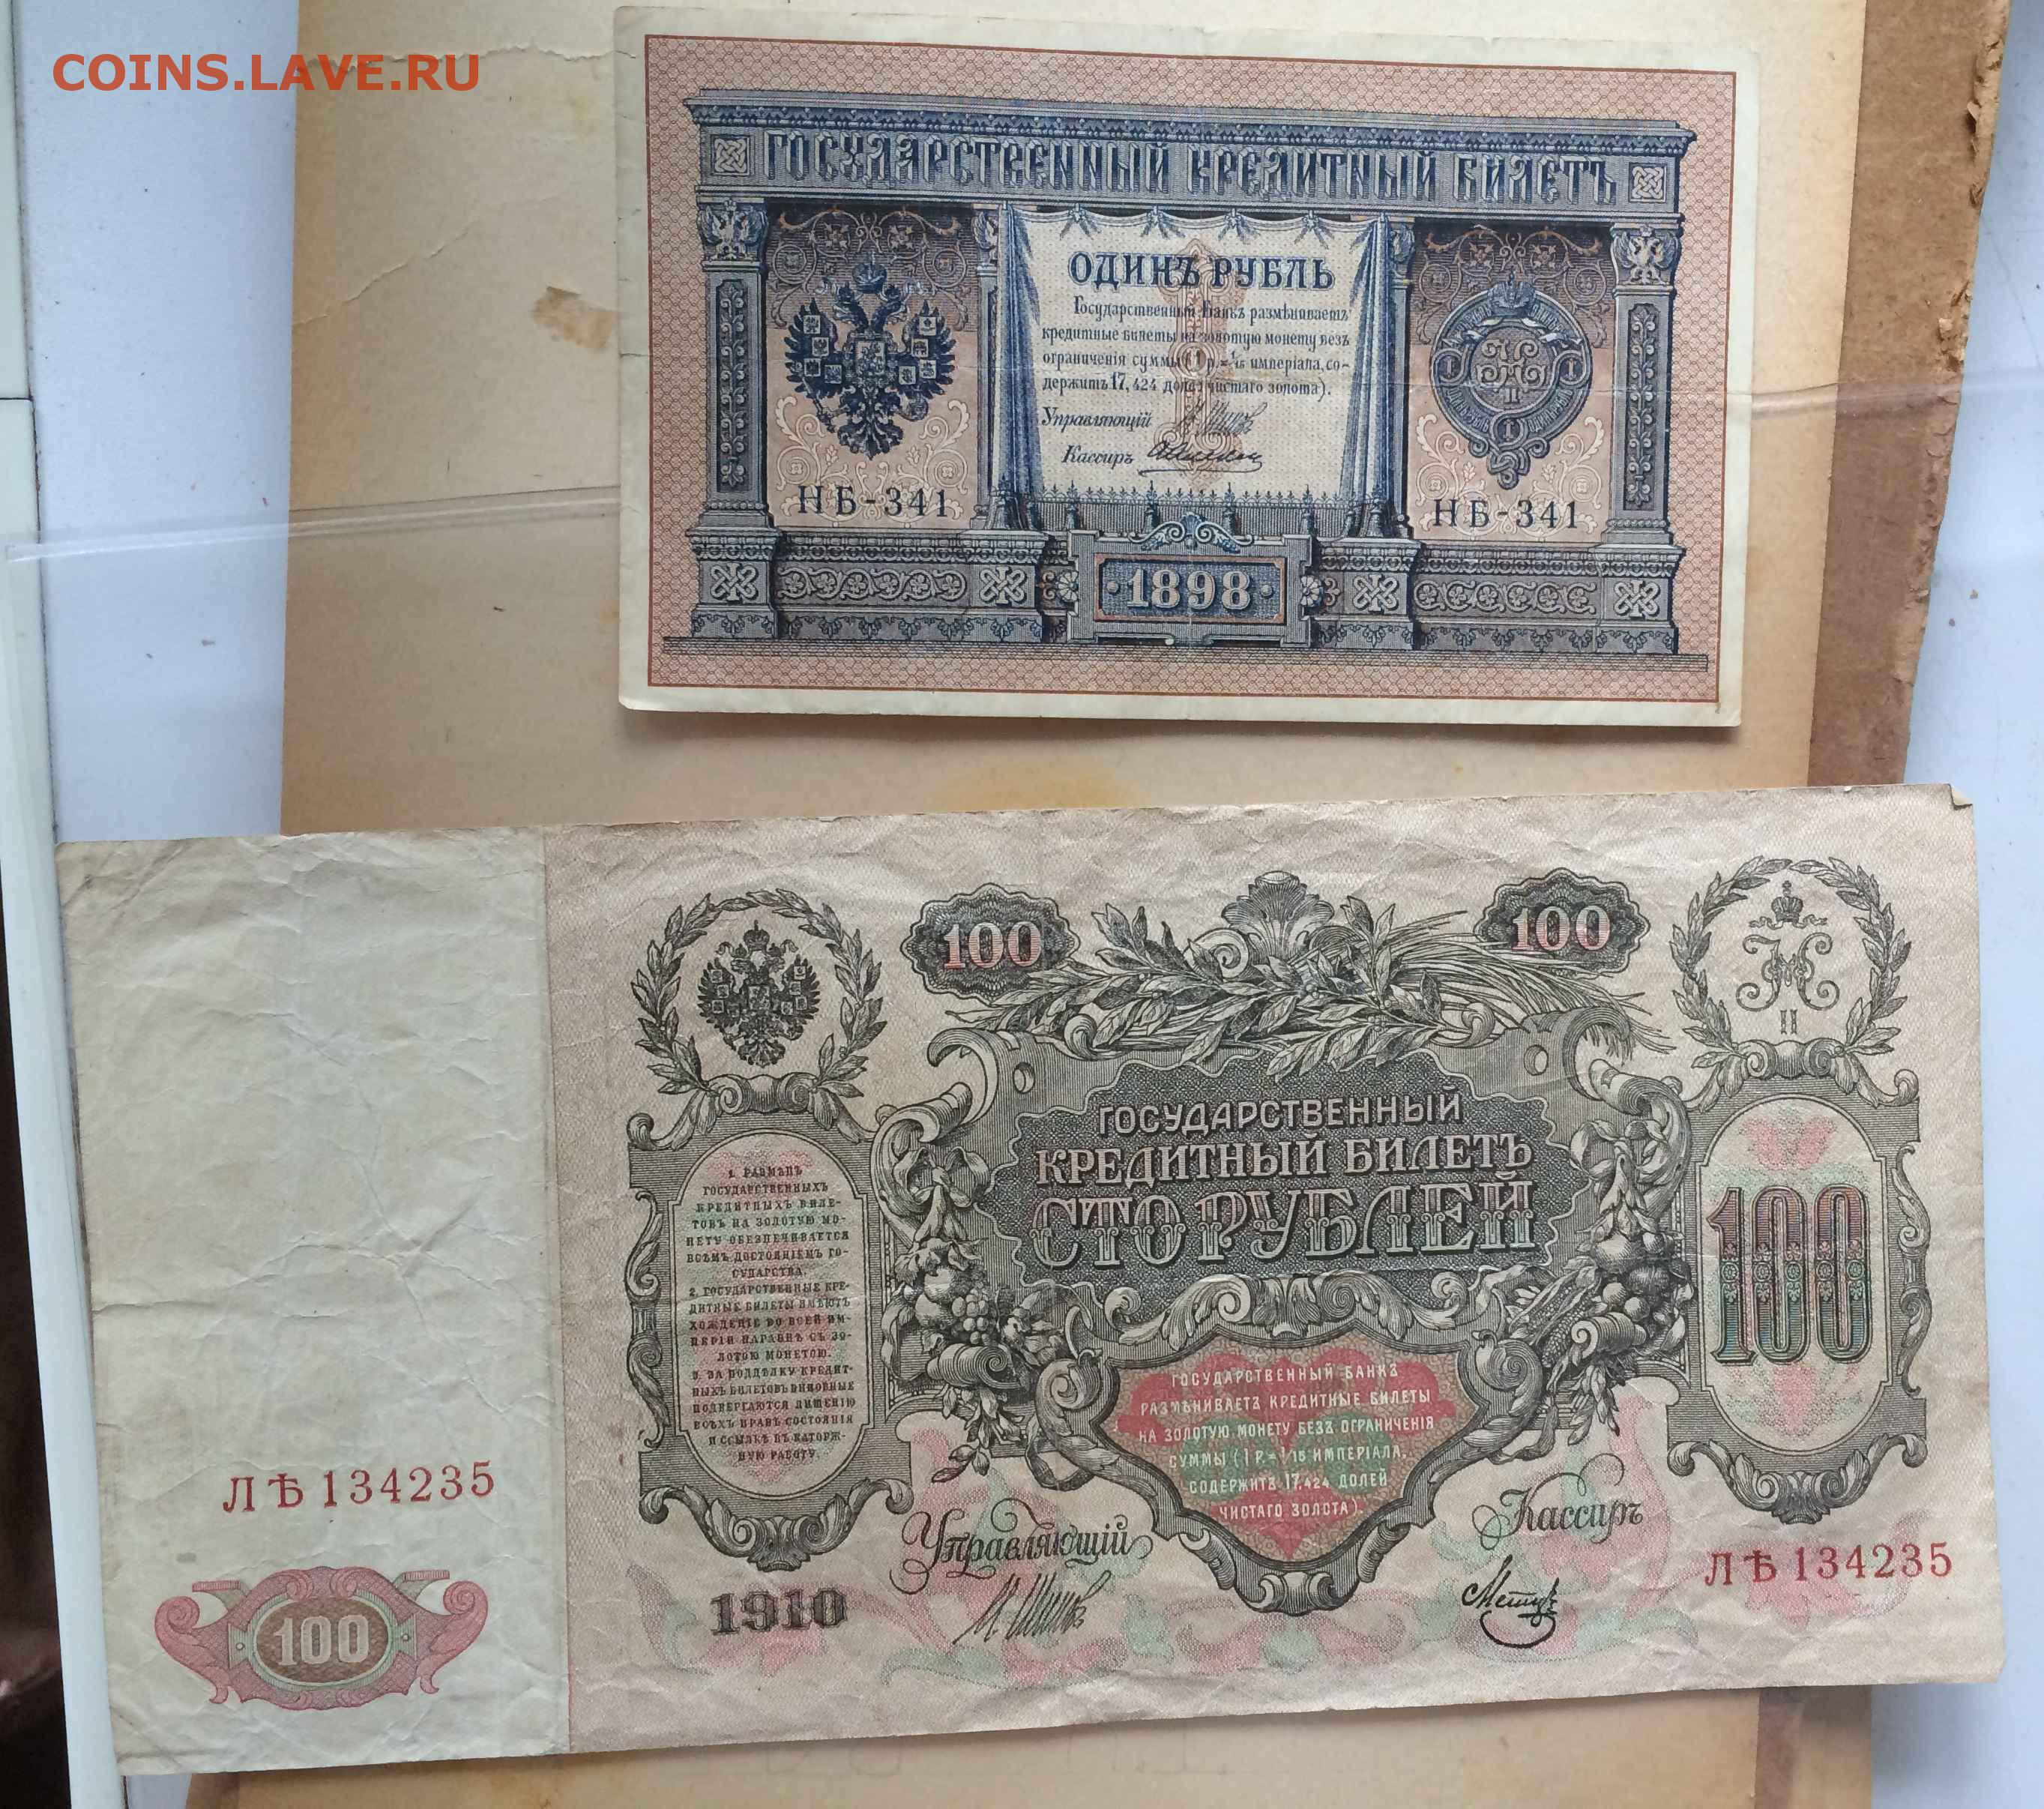 COINS.LAVE.RU
ГОСУДАРСТВЕННЫЙ КРЕДИТНЫЙ БИЛЕТЪ
ОДИНЪ РУБЛЬ
Государственный Банкъ размѣниваетъ
кредитные билеты на золотую монету безъ
ограниченія суммы (1 р. = 1/15 имперіала, со-
держитъ 17,424 долей чистаго золота).
Управляющій
Кассиръ
НБ-341
НБ-341
·1898·
100
100
Н
II
ГОСУДАРСТВЕННЫЙ
КРЕДИТНЫЙ БИЛЕТЪ
СТО РУБЛЕЙ
1. РАЗМѢНЪ
ГОСУДАРСТВЕННЫХЪ
КРЕДИТНЫХЪ БИЛЕ-
ТОВЪ НА ЗОЛОТУЮ МО-
НЕТУ ОБЕЗПЕЧИВАЕТСЯ
ВСѢМЪ ДОСТОЯНІЕМЪ ГО-
СУДАРСТВА.
2. ГОСУДАРСТВЕННЫЕ КРЕ-
ДИТНЫЕ БИЛЕТЫ ИМѢЮТЪ
ХОЖДЕНІЕ ВО ВСЕЙ ИМ-
ПЕРІИ НАРАВНѢ СЪ ЗО-
ЛОТОЮ МОНЕТОЮ.
3. ЗА ПОДДѢЛКУ КРЕДИТ-
НЫХЪ БИЛЕТОВЪ ВИНОВНЫЕ
ПОДВЕРГАЮТСЯ ЛИШЕНІЮ
ВСѢХЪ ПРАВЪ СОСТОЯНІЯ
И ССЫЛКѢ ВЪ КАТОРЖ-
НУЮ РАБОТУ.
100
ГОСУДАРСТВЕННЫЙ БАНКЪ
РАЗМѢНИВАЕТЪ КРЕДИТНЫЕ БИЛЕТЫ
НА ЗОЛОТУЮ МОНЕТУ БЕЗЪ ОГРАНИЧЕНІЯ
СУММЫ (1 Р. = 1/15 ИМПЕРІАЛА,
СОДЕРЖИТЪ 17,424 ДОЛЕЙ
ЧИСТАГО ЗОЛОТА).
Управляющій
Кассиръ
ЛѢ 134235
ЛѢ 134235
1910
100